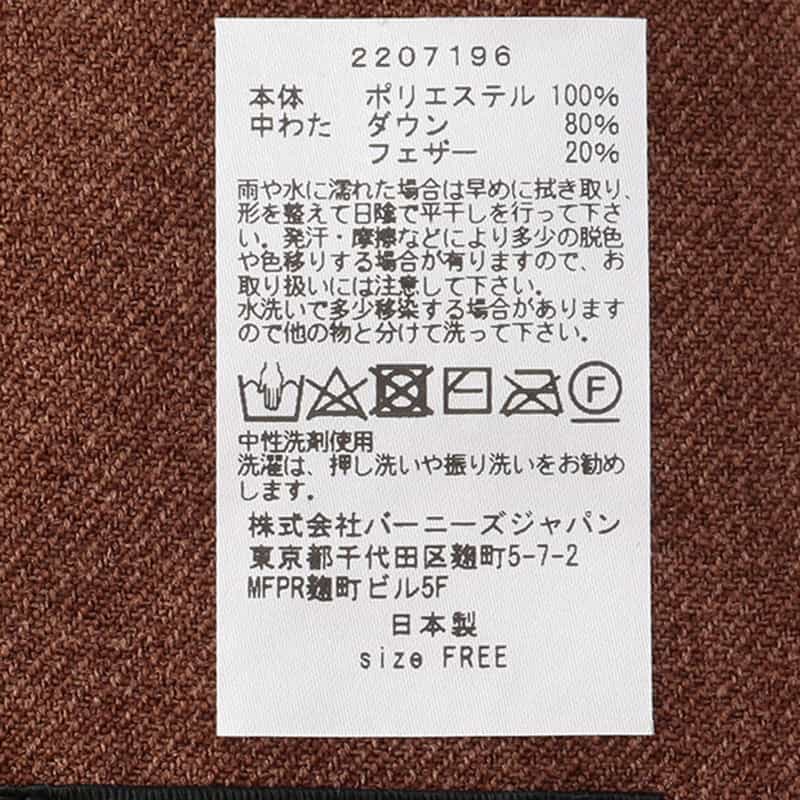 2207196
本体 ポリエステル 100%
中わた ダウン 80%
フェザー 20%
雨や水に濡れた場合は早めに拭き取り、
形を整えて日陰で平干しを行って下さ
い。発汗・摩擦などにより多少の脱色
や色移りする場合が有りますので、お
取り扱いには注意して下さい。
水洗いで多少移染する場合があります
ので他の物と分けて洗って下さい。
F
中性洗剤使用
洗濯は、押し洗いや振り洗いをお勧め
します。
株式会社バーニーズジャパン
東京都千代田区麹町5-7-2
MFPR麹町ビル5F
日本製
size FREE